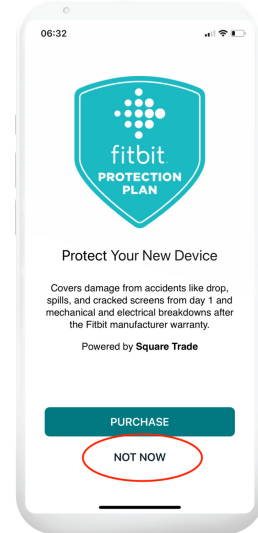 06:32
fitbit
PROTECTION
PLAN
Protect Your New Device
Covers damage from accidents like drop,
spills, and cracked screens from day 1 and
mechanical and electrical breakdowns after
the Fitbit manufacturer warranty.
Powered by Square Trade
PURCHASE
NOT NOW